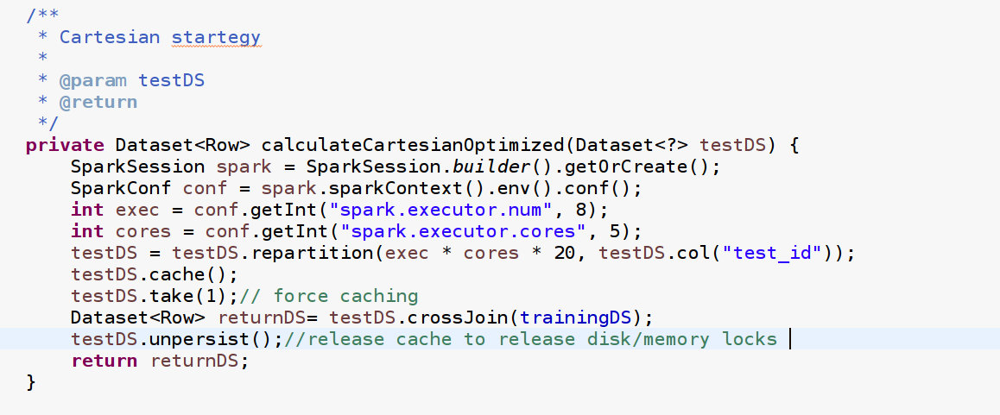 /**
 * Cartesian startegy
 *
 * @param testDS
 * @return
 */
private Dataset<Row> calculateCartesianOptimized(Dataset<?> testDS) {
    SparkSession spark = SparkSession.builder().getOrCreate();
    SparkConf conf = spark.sparkContext().env().conf();
    int exec = conf.getInt("spark.executor.num", 8);
    int cores = conf.getInt("spark.executor.cores", 5);
    testDS = testDS.repartition(exec * cores * 20, testDS.col("test_id"));
    testDS.cache();
    testDS.take(1);// force caching
    Dataset<Row> returnDS= testDS.crossJoin(trainingDS);
    testDS.unpersist();//release cache to release disk/memory locks
    return returnDS;
}